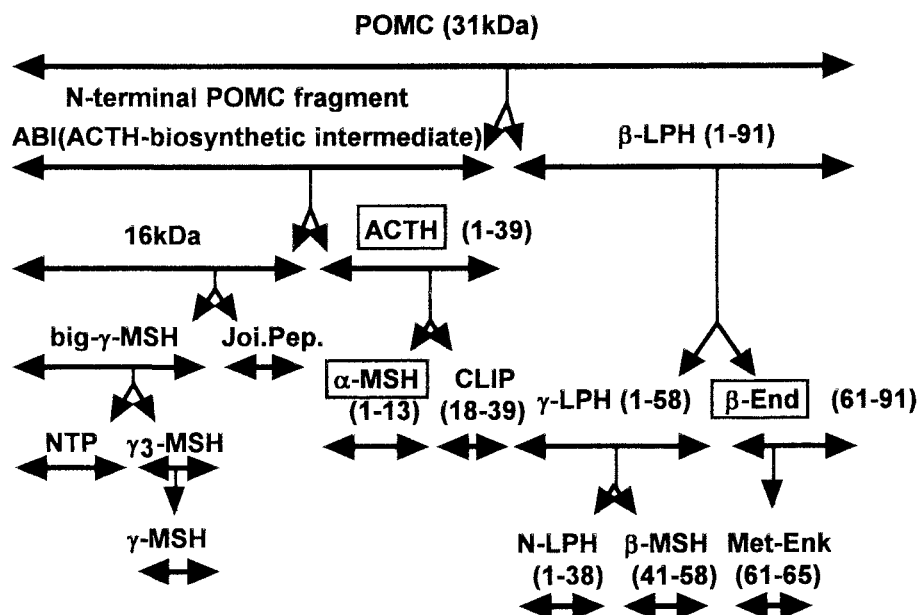 POMC (31kDa)
N-terminal POMC fragment
ABI(ACTH-biosynthetic intermediate)
β-LPH (1-91)
16kDa
ACTH (1-39)
big-γ-MSH
Joi.Pep.
α-MSH
(1-13)
CLIP
(18-39)
γ-LPH (1-58)
β-End (61-91)
NTP
γ3-MSH
γ-MSH
N-LPH
(1-38)
β-MSH
(41-58)
Met-Enk
(61-65)